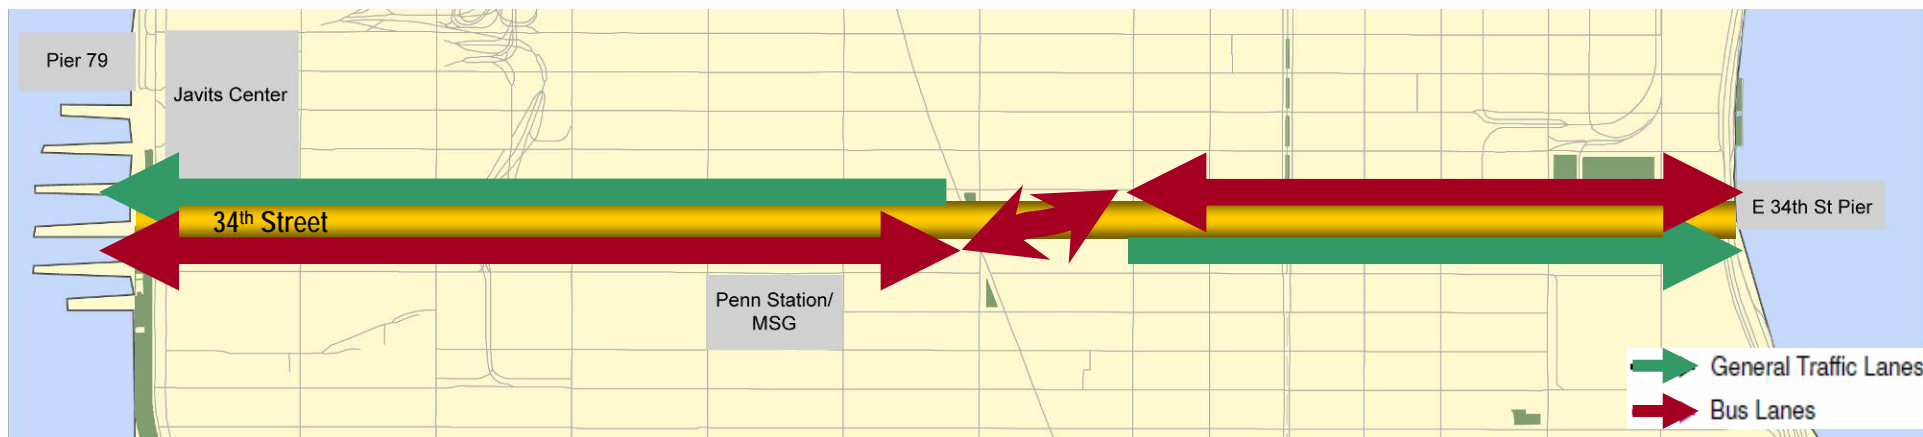 Pier 79
Javits Center
34th Street
E 34th St Pier
Penn Station/
MSG
General Traffic Lanes
Bus Lanes